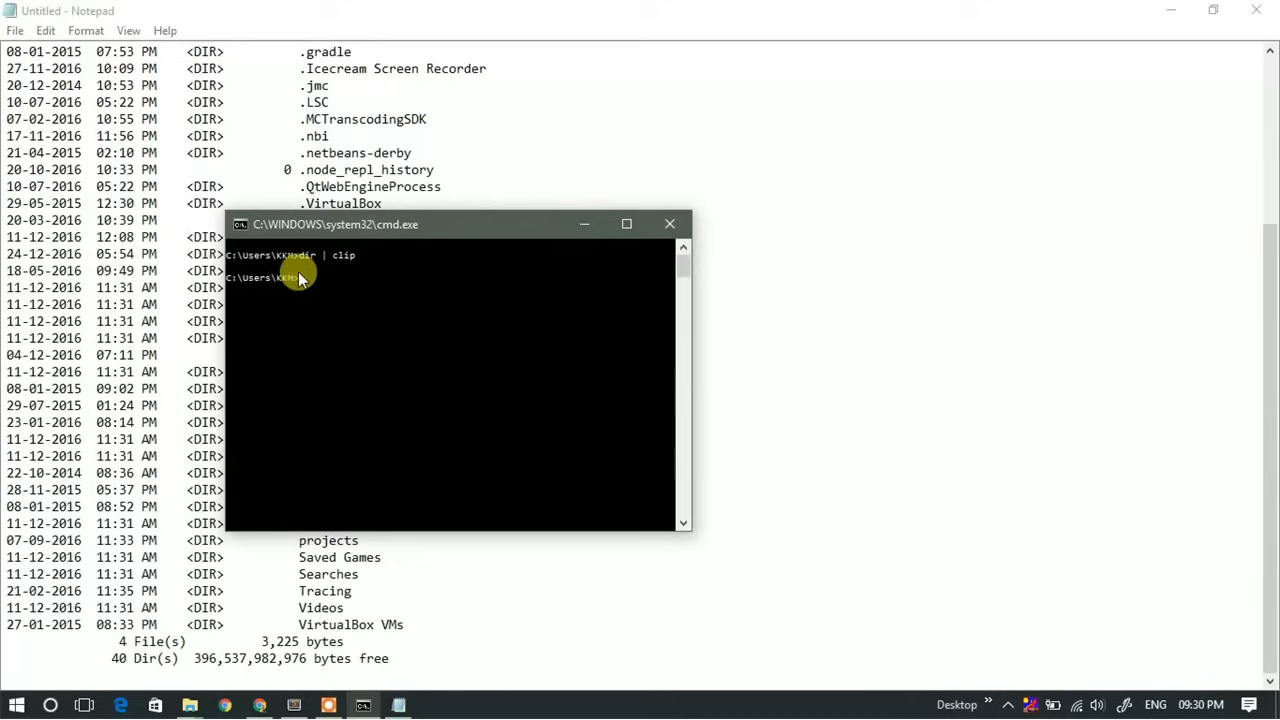 Untitled - Notepad
File Edit Format View Help
08-01-2015 07:53 PM <DIR> .gradle
27-11-2016 10:09 PM <DIR> .Icecream Screen Recorder
20-12-2014 10:53 PM <DIR> .jmc
10-07-2016 05:22 PM <DIR> .LSC
07-02-2016 10:55 PM <DIR> .MCTranscodingSDK
17-11-2016 11:56 PM <DIR> .nbi
21-04-2015 02:10 PM <DIR> .netbeans-derby
20-10-2016 10:33 PM 0 .node_repl_history
10-07-2016 05:22 PM <DIR> .QtWebEngineProcess
29-05-2015 12:30 PM <DIR> .VirtualBox
20-03-2016 10:39 PM
11-12-2016 12:08 PM <DIR>
24-12-2016 05:54 PM <DIR>
18-05-2016 09:49 PM <DIR>
11-12-2016 11:31 AM <DIR>
11-12-2016 11:31 AM <DIR>
11-12-2016 11:31 AM <DIR>
11-12-2016 11:31 AM <DIR>
04-12-2016 07:11 PM
11-12-2016 11:31 AM <DIR>
08-01-2015 09:02 PM <DIR>
29-07-2015 01:24 PM <DIR>
23-01-2016 08:14 PM <DIR>
11-12-2016 11:31 AM <DIR>
11-12-2016 11:31 AM <DIR>
22-10-2014 08:36 AM <DIR>
28-11-2015 05:37 PM <DIR>
08-01-2015 08:52 PM <DIR>
11-12-2016 11:31 AM <DIR>
07-09-2016 11:33 PM <DIR> projects
11-12-2016 11:31 AM <DIR> Saved Games
11-12-2016 11:31 AM <DIR> Searches
21-02-2016 11:35 PM <DIR> Tracing
11-12-2016 11:31 AM <DIR> Videos
27-01-2015 08:33 PM <DIR> VirtualBox VMs
4 File(s) 3,225 bytes
40 Dir(s) 396,537,982,976 bytes free
C:\WINDOWS\system32\cmd.exe
C:\Users\KKM>dir | clip
C:\Users\KKM>
Desktop » ENG 09:30 PM